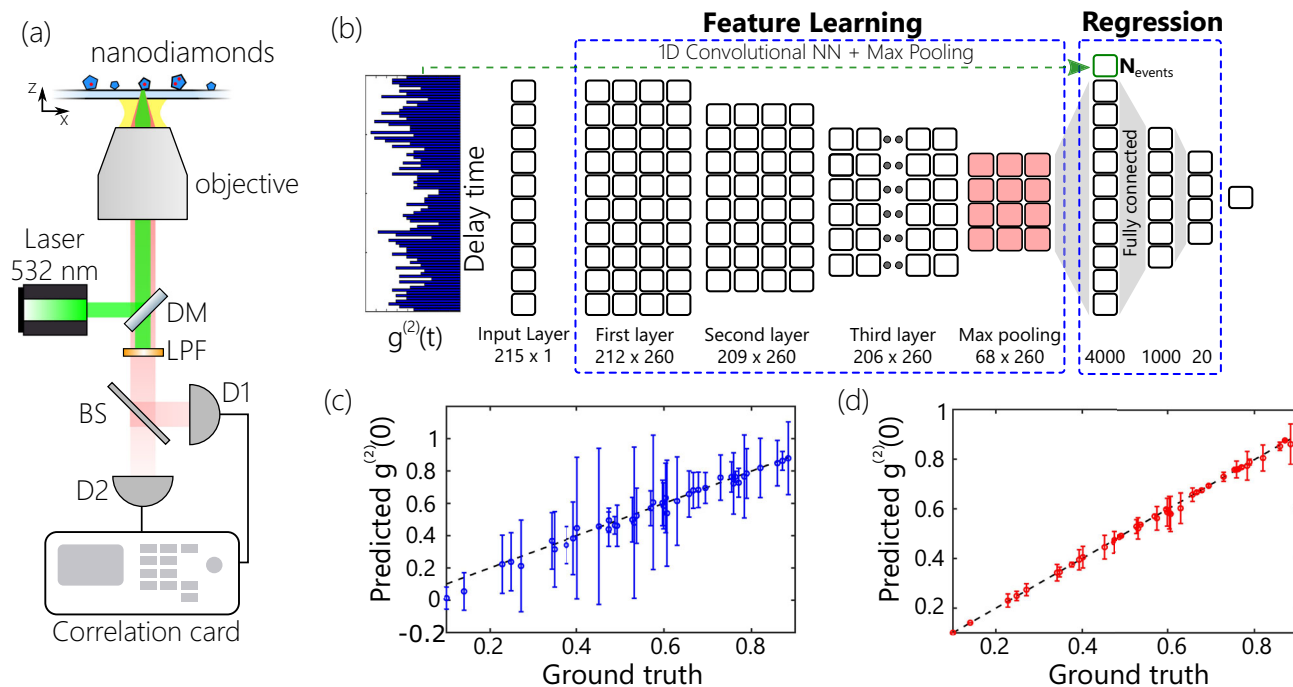 (a)
nanodiamonds
z
x
objective
Laser
532 nm
DM
LPF
BS
D1
D2
Correlation card
(b)
Feature Learning
Regression
1D Convolutional NN + Max Pooling
N_events
Delay time
g^(2)(t)
Fully connected
Input Layer
215 x 1
First layer
212 x 260
Second layer
209 x 260
Third layer
206 x 260
Max pooling
68 x 260
4000 1000 20
(c)
Predicted g^(2)(0)
1
0.8
0.6
0.4
0.2
0
-0.2
0.2 0.4 0.6 0.8
Ground truth
(d)
Predicted g^(2)(0)
1
0.8
0.6
0.4
0.2
0.2 0.4 0.6 0.8
Ground truth